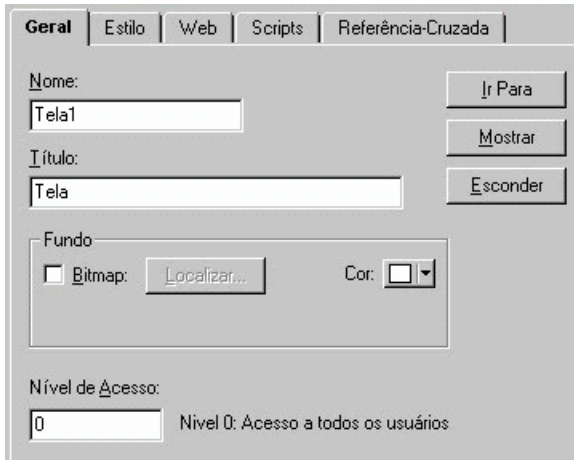 Geral Estilo Web Scripts Referência-Cruzada
Nome:
Tela1
Ir Para
Mostrar
Título:
Tela
Esconder
Fundo
Bitmap: Localizar... Cor:
Nível de Acesso:
0 Nivel 0: Acesso a todos os usuários